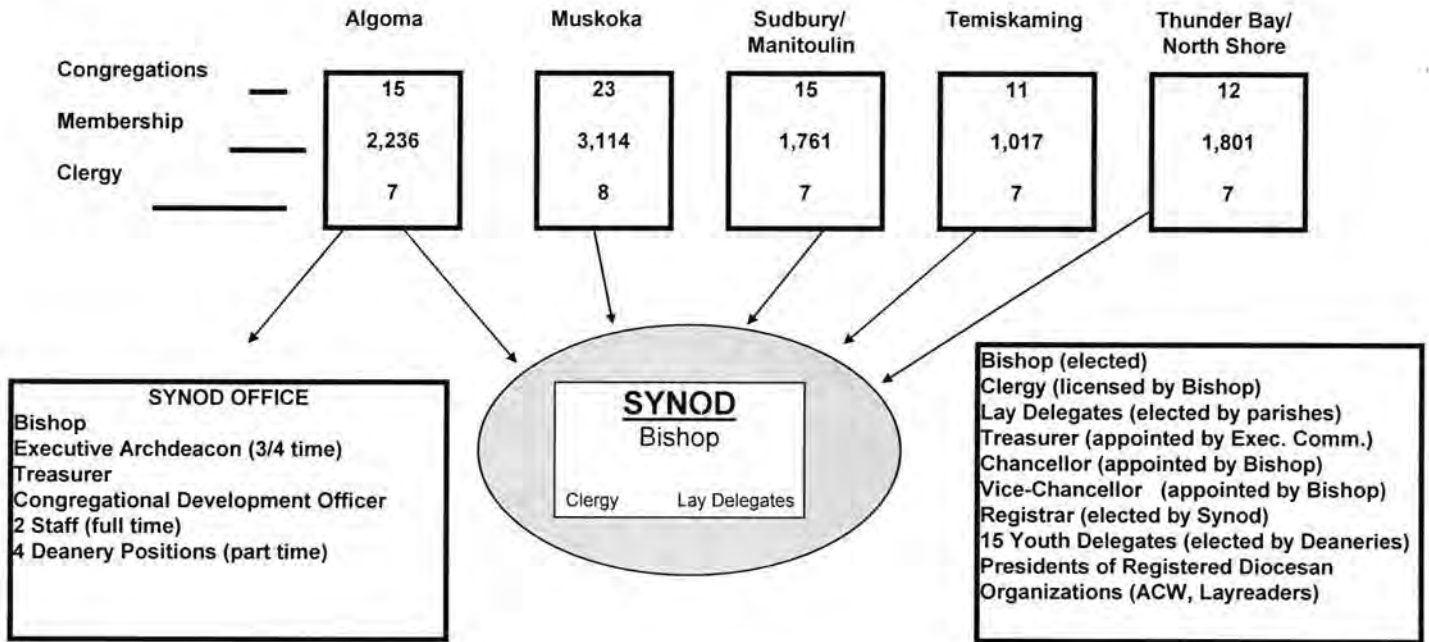 Algoma
Muskoka
Sudbury/
Manitoulin
Temiskaming
Thunder Bay/
North Shore
Congregations
15
23
15
11
12
Membership
2,236
3,114
1,761
1,017
1,801
Clergy
7
8
7
7
7
SYNOD OFFICE
Bishop
Executive Archdeacon (3/4 time)
Treasurer
Congregational Development Officer
2 Staff (full time)
4 Deanery Positions (part time)
SYNOD
Bishop
Clergy Lay Delegates
Bishop (elected)
Clergy (licensed by Bishop)
Lay Delegates (elected by parishes)
Treasurer (appointed by Exec. Comm.)
Chancellor (appointed by Bishop)
Vice-Chancellor (appointed by Bishop)
Registrar (elected by Synod)
15 Youth Delegates (elected by Deaneries)
Presidents of Registered Diocesan
Organizations (ACW, Layreaders)